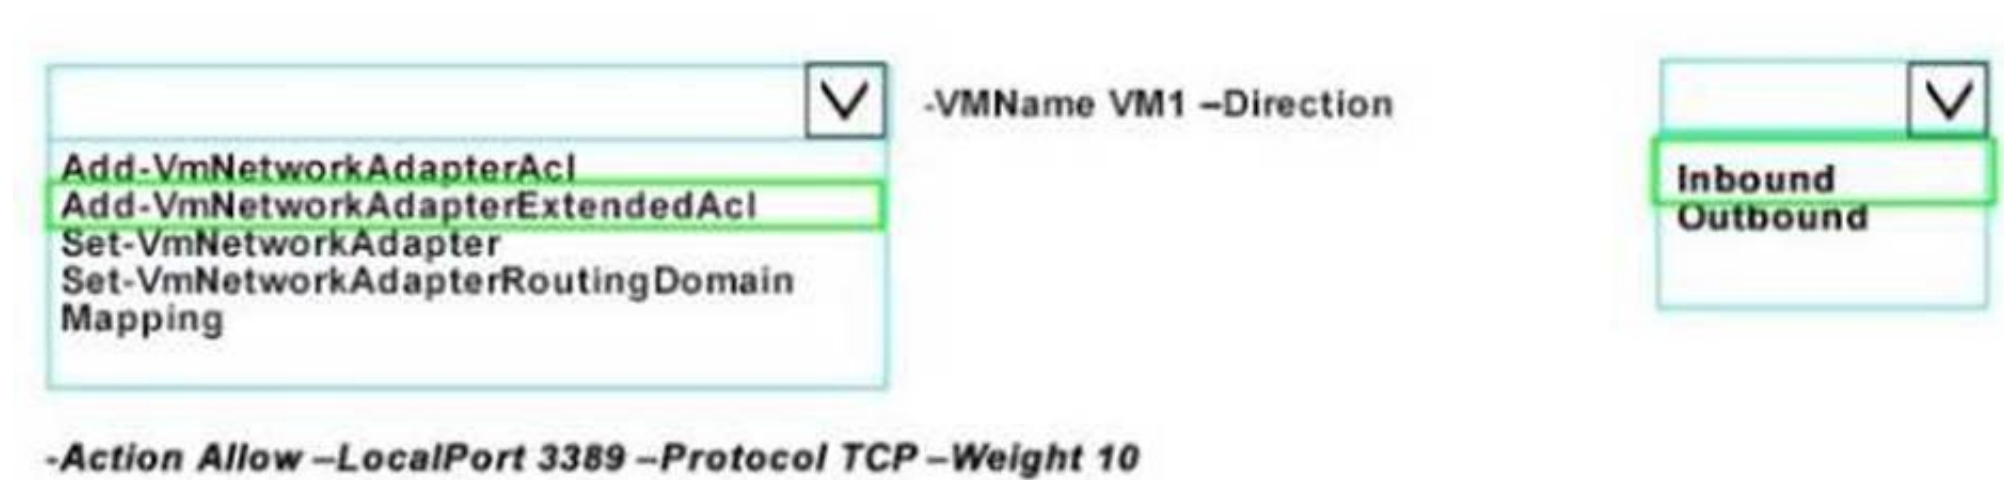 -VMName VM1 –Direction
Add-VmNetworkAdapterAcl
Add-VmNetworkAdapterExtendedAcl
Set-VmNetworkAdapter
Set-VmNetworkAdapterRoutingDomain
Mapping
Inbound
Outbound
-Action Allow –LocalPort 3389 –Protocol TCP –Weight 10